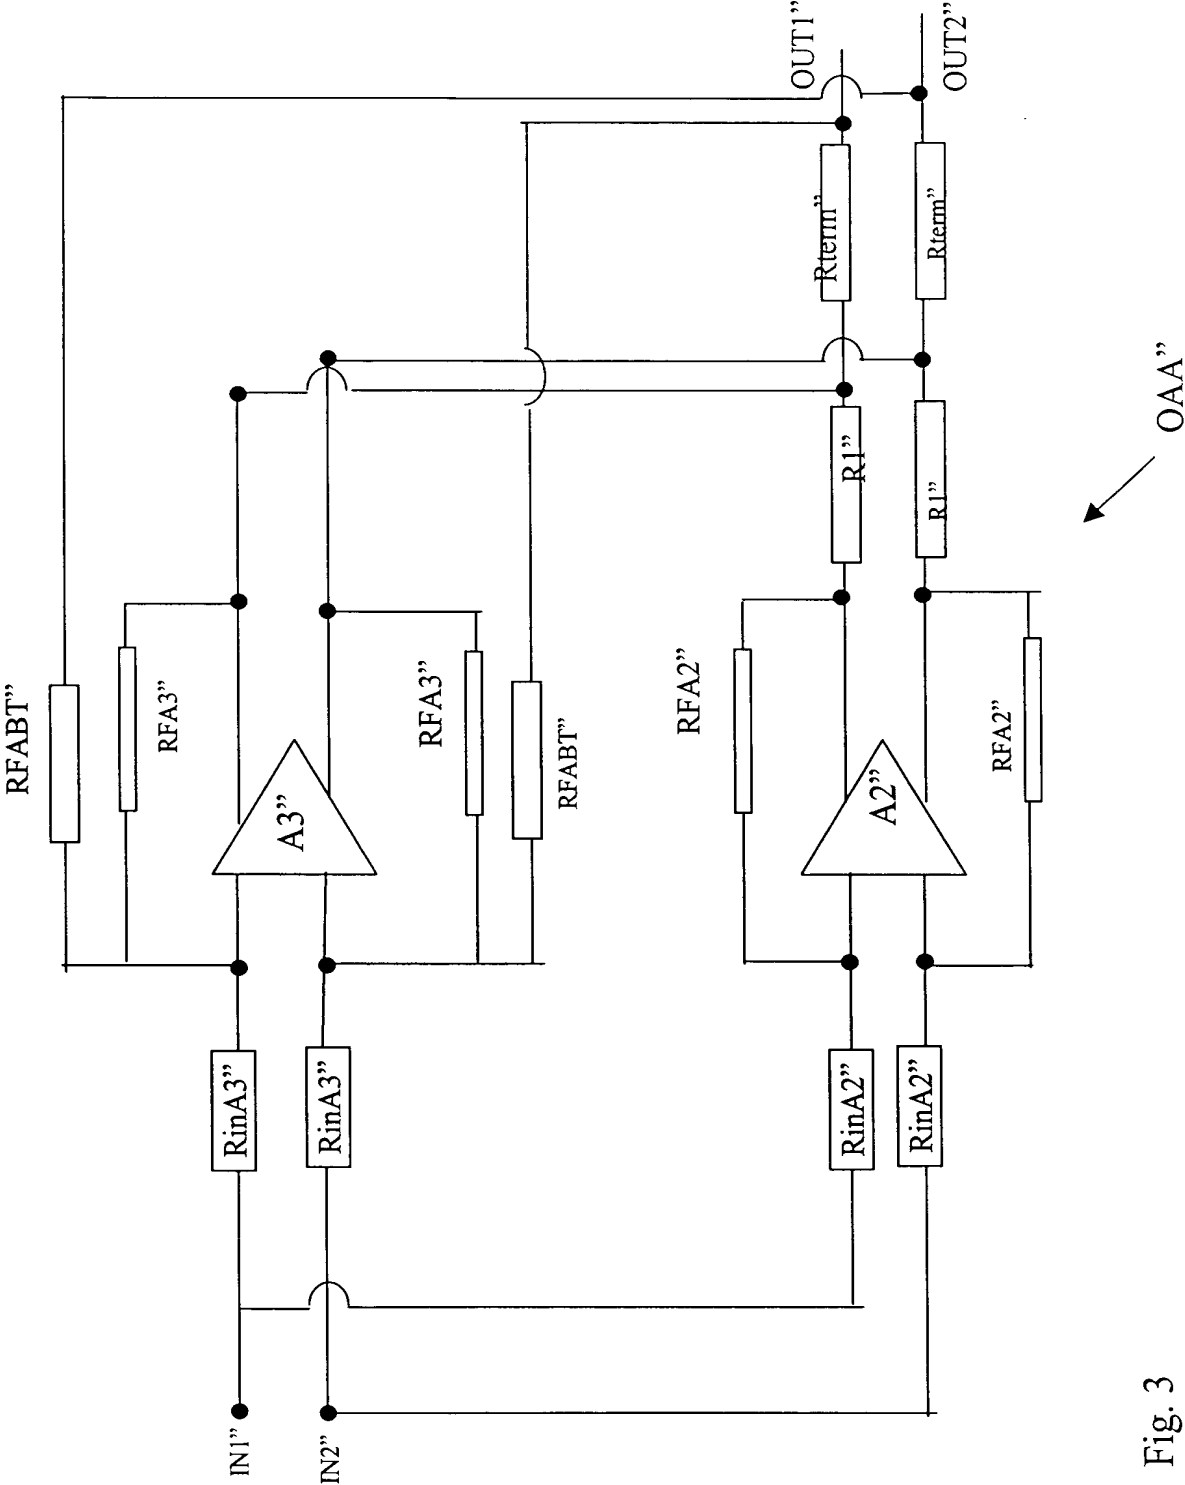 RFABT”
RFA3”
A3”
RFA3”
RFABT”
RinA3”
RinA3”
IN1”
IN2”
RFA2”
A2”
RFA2”
RinA2”
RinA2”
R1”
R1”
Rterm”
Rterm”
OUT1”
OUT2”
OAA”
Fig. 3